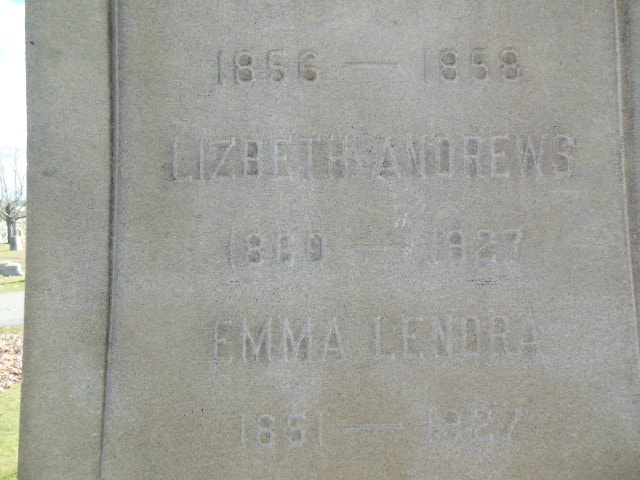 1856 — 1858
LIZBETH ANDREWS
1860 — 1927
EMMA LENORA
1851 — 1927